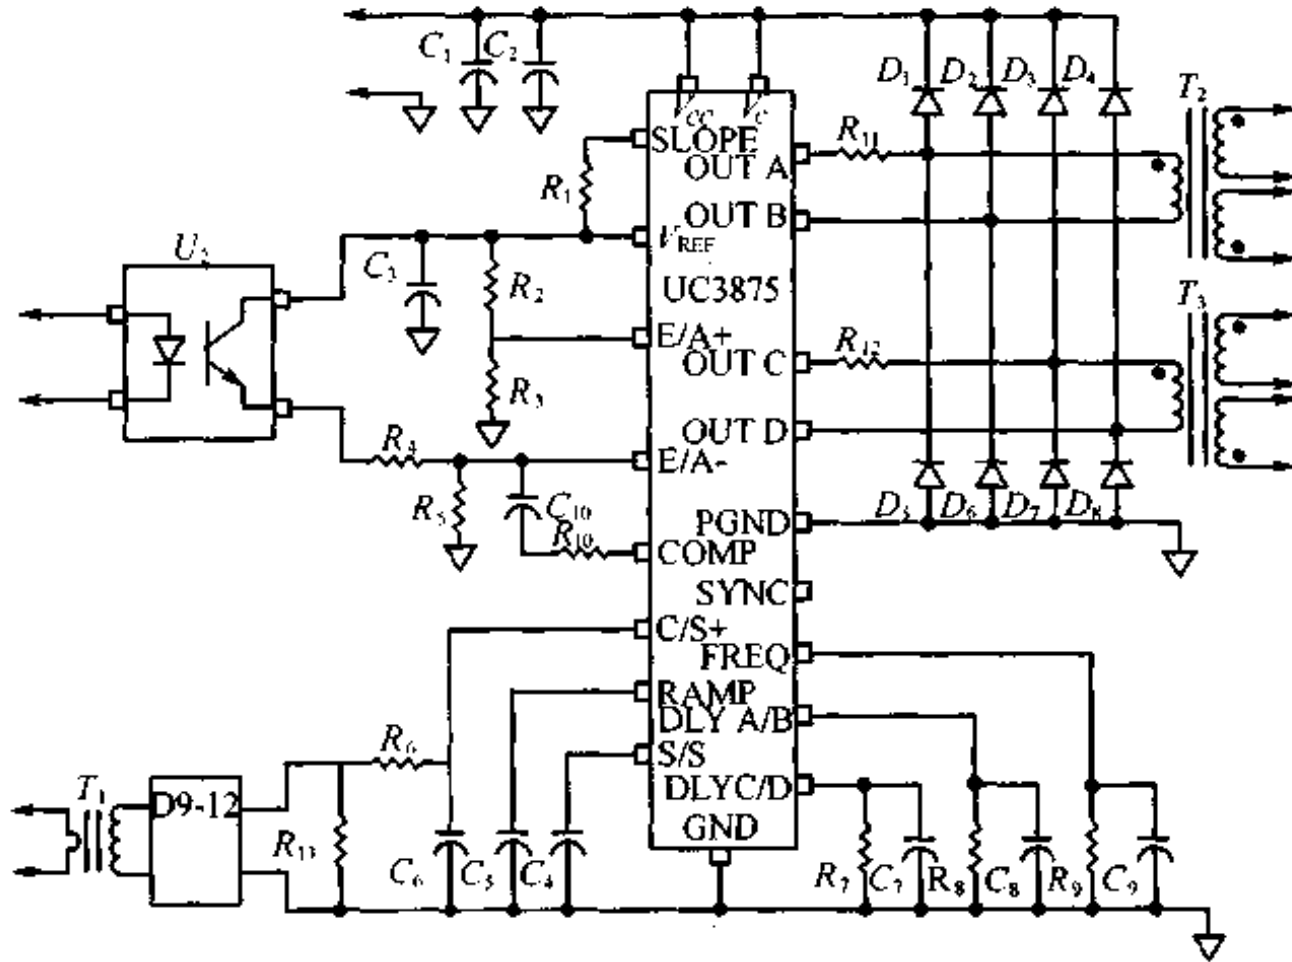 C1 C2
D1 D2 D3 D4
T2
VCC VC
SLOPE
R11
OUT A
R1
OUT B
VREF
U5
C3
R2
UC3875
T3
E/A+
OUT C
R12
R3
OUT D
R4
E/A-
R5
C10
D5 D6 D7 D8
PGND
R10
COMP
SYNC
C/S+
FREQ
RAMP
DLY A/B
R6
S/S
T1
D9-12
DLYC/D
GND
R13
C6 C5 C4
R7 C7 R8 C8 R9 C9